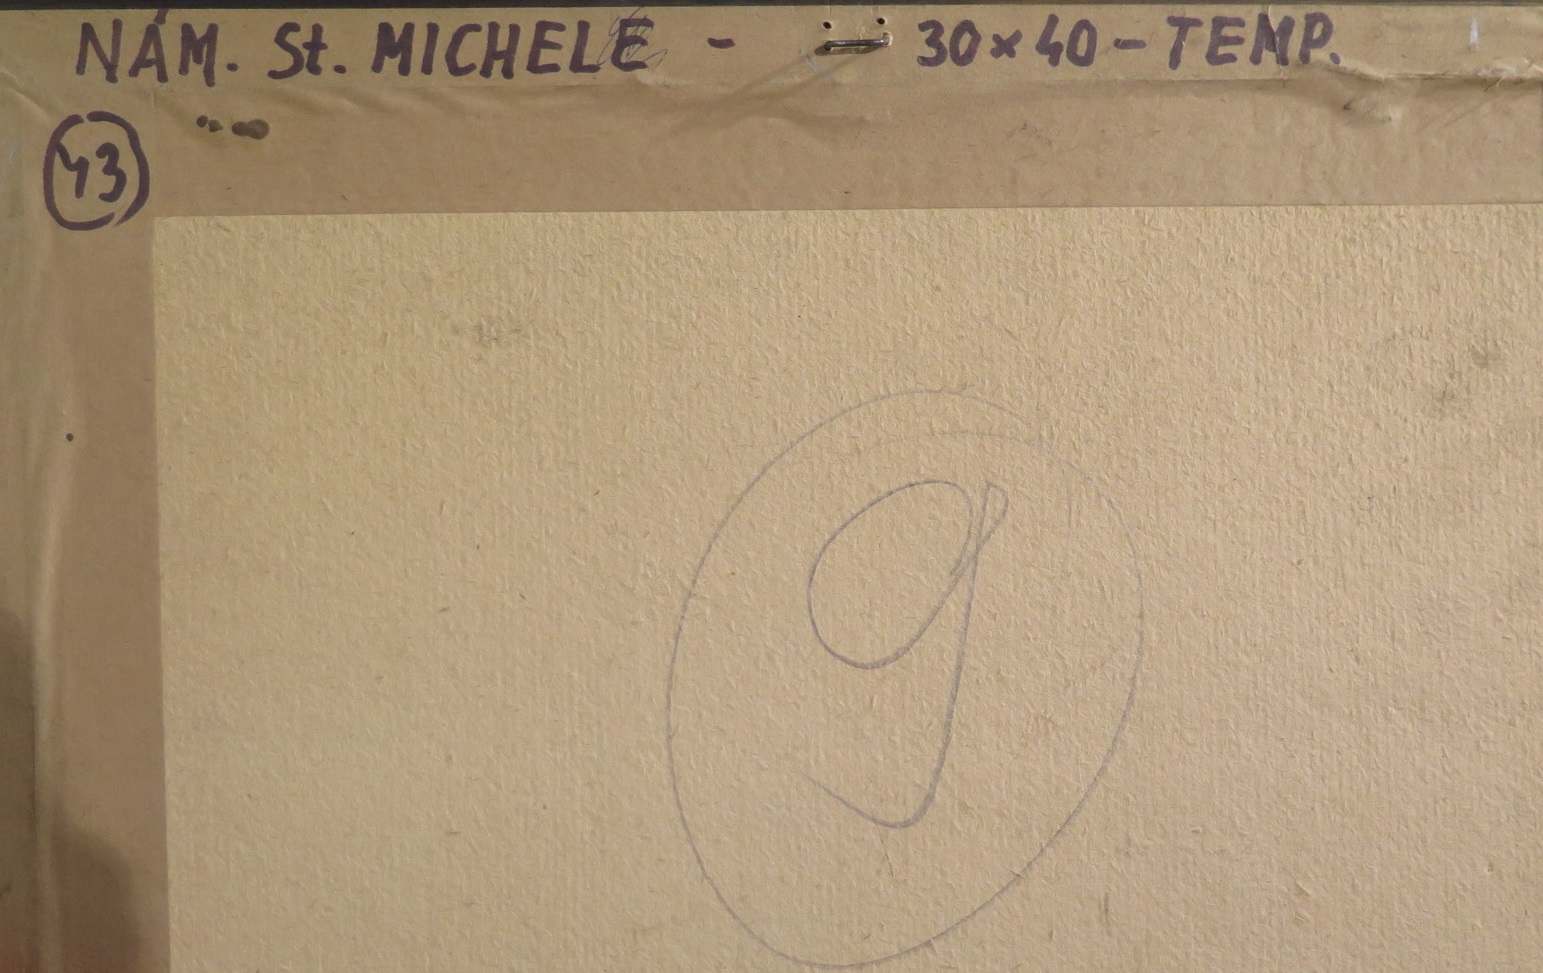 NÁM. St. MICHELE - 30×40 - TEMP.
43
9